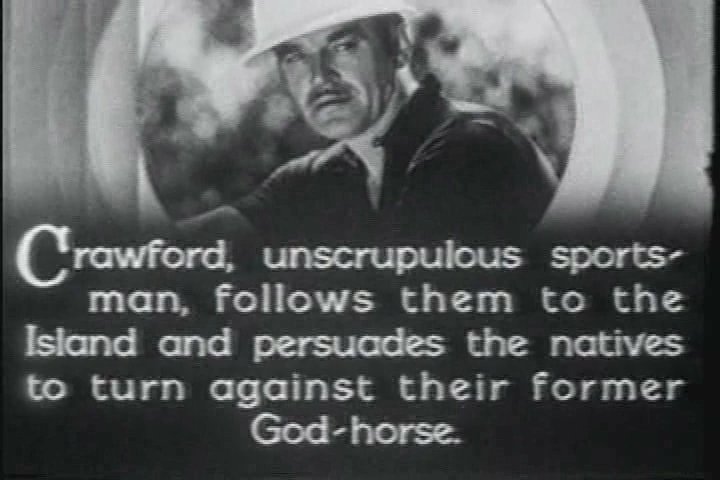 Crawford, unscrupulous sports-
man, follows them to the
Island and persuades the natives
to turn against their former
God-horse.